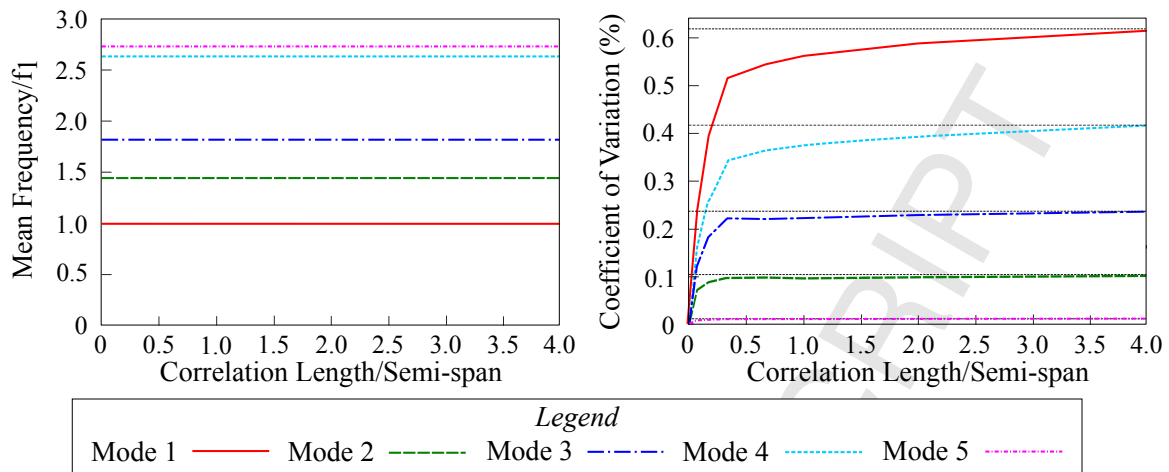 Mean Frequency/f1
3.0
2.5
2.0
1.5
1.0
0.5
0
0 0.5 1.0 1.5 2.0 2.5 3.0 3.5 4.0
Correlation Length/Semi-span
Coefficient of Variation (%)
0.6
0.5
0.4
0.3
0.2
0.1
0
0 0.5 1.0 1.5 2.0 2.5 3.0 3.5 4.0
Correlation Length/Semi-span
CRIPT
Legend
Mode 1 Mode 2 Mode 3 Mode 4 Mode 5